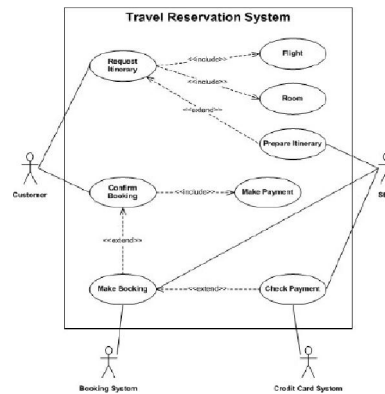 Travel Reservation System
Request
Itinerary
<<include>>
Flight
<<include>>
Room
<<extend>>
Prepare Itinerary
Customer
Confirm
Booking
<<include>>
Make Payment
<<extend>>
Make Booking
<<extend>>
Check Payment
Booking System
Credit Card System